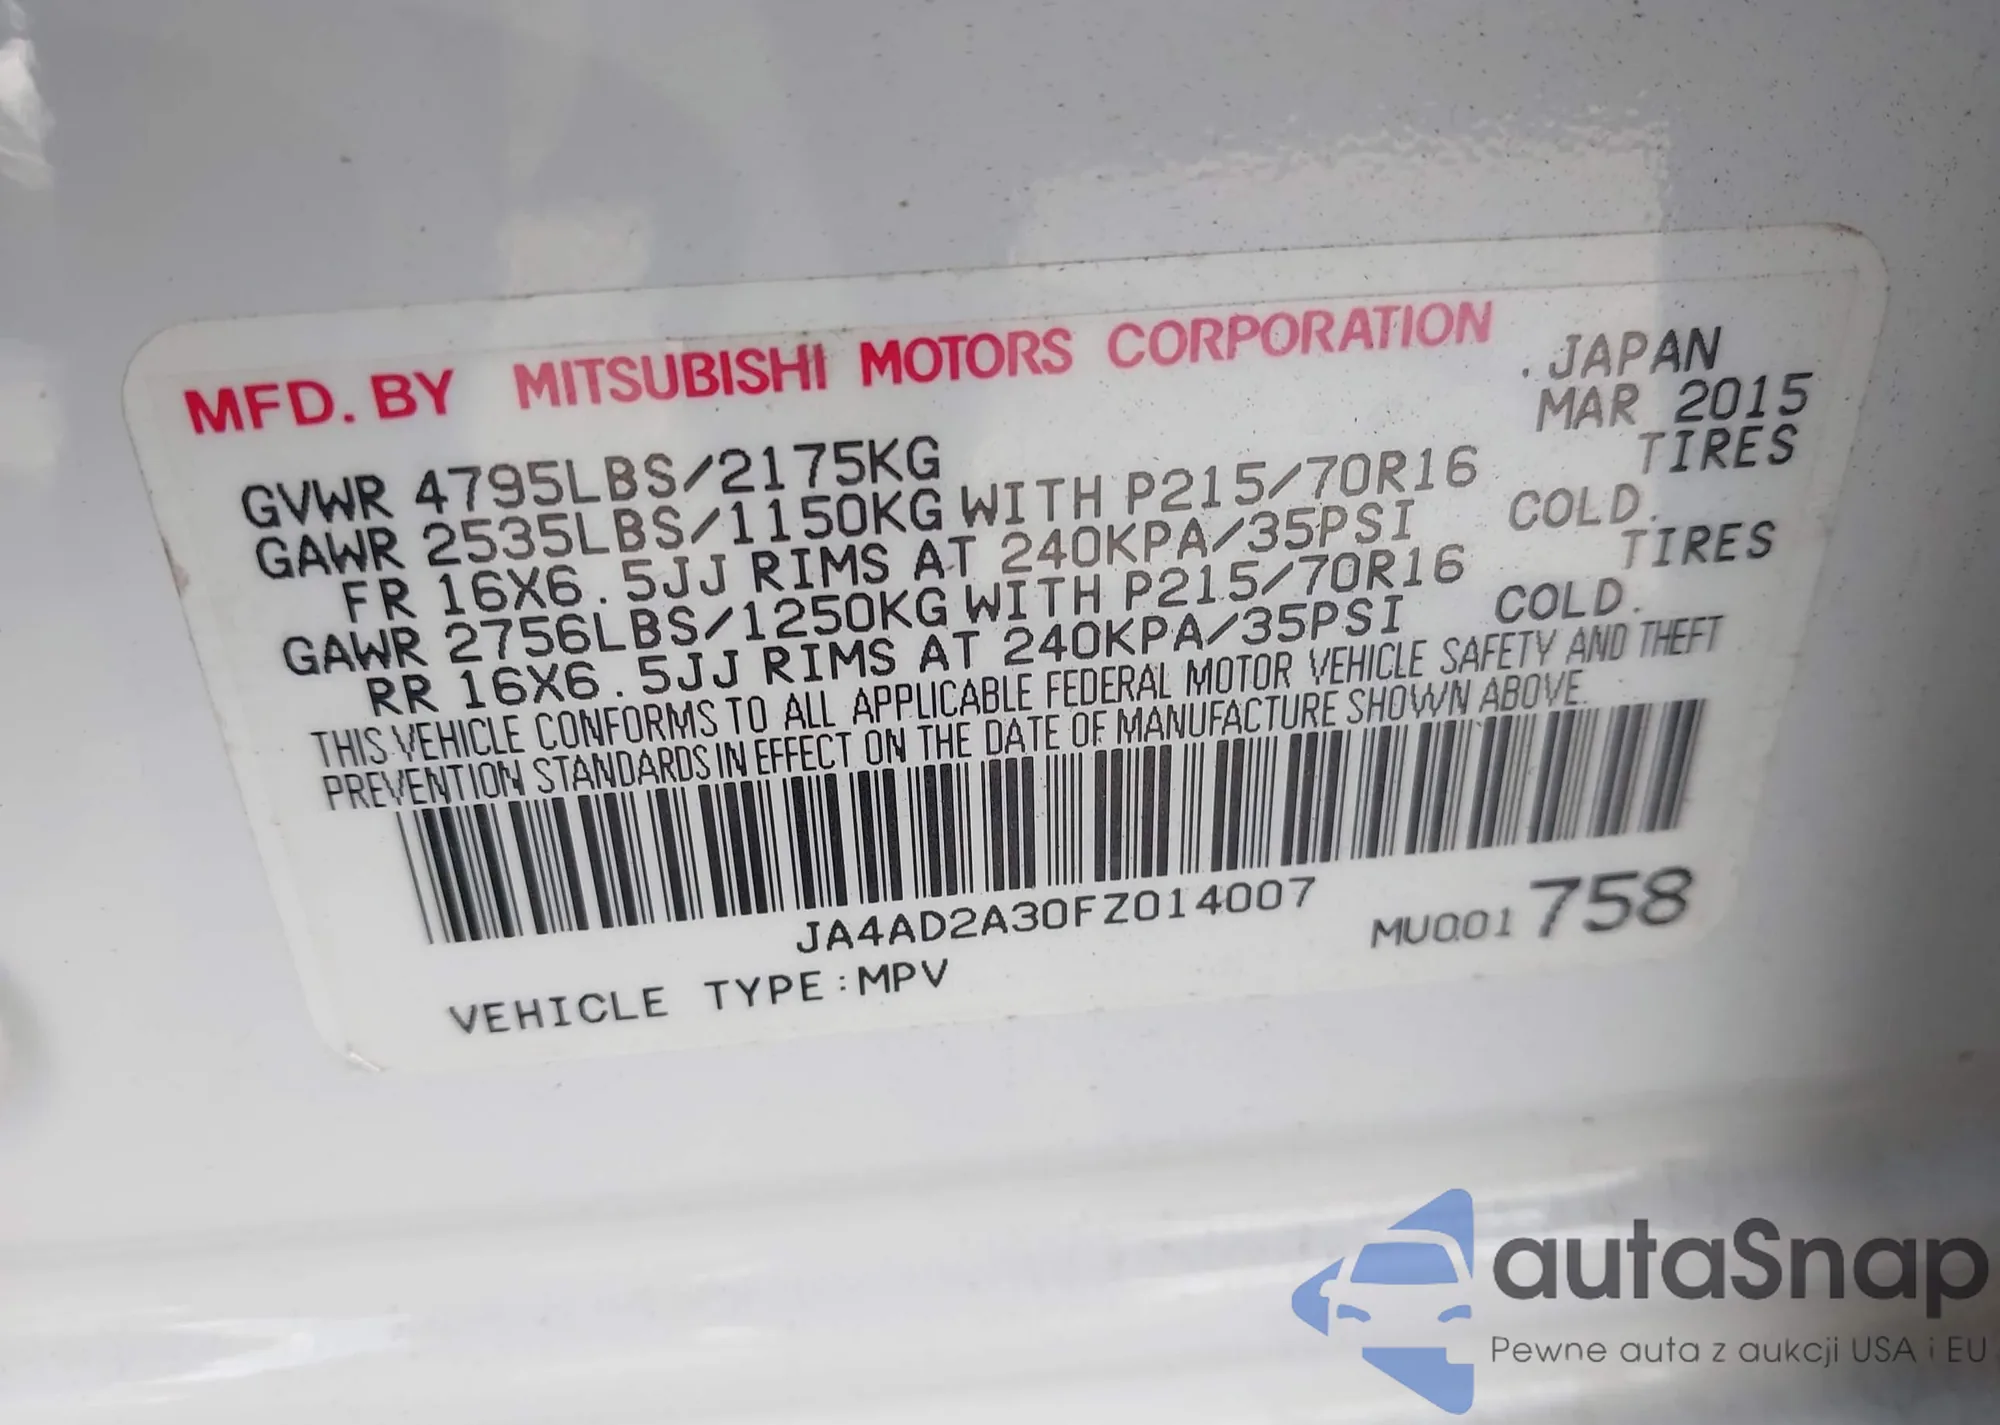 MFD. BY MITSUBISHI MOTORS CORPORATION
. JAPAN
MAR 2015
GVWR 4795LBS/2175KG
GAWR 2535LBS/1150KG WITH P215/70R16 TIRES
FR 16X6.5JJ RIMS AT 240KPA/35PSI COLD.
GAWR 2756LBS/1250KG WITH P215/70R16 TIRES
RR 16X6.5JJ RIMS AT 240KPA/35PSI COLD.
THIS VEHICLE CONFORMS TO ALL APPLICABLE FEDERAL MOTOR VEHICLE SAFETY AND THEFT
PREVENTION STANDARDS IN EFFECT ON THE DATE OF MANUFACTURE SHOWN ABOVE.
JA4AD2A30FZ014007
MU001 758
VEHICLE TYPE:MPV
autaSnap
Pewne auta z aukcji USA i EU